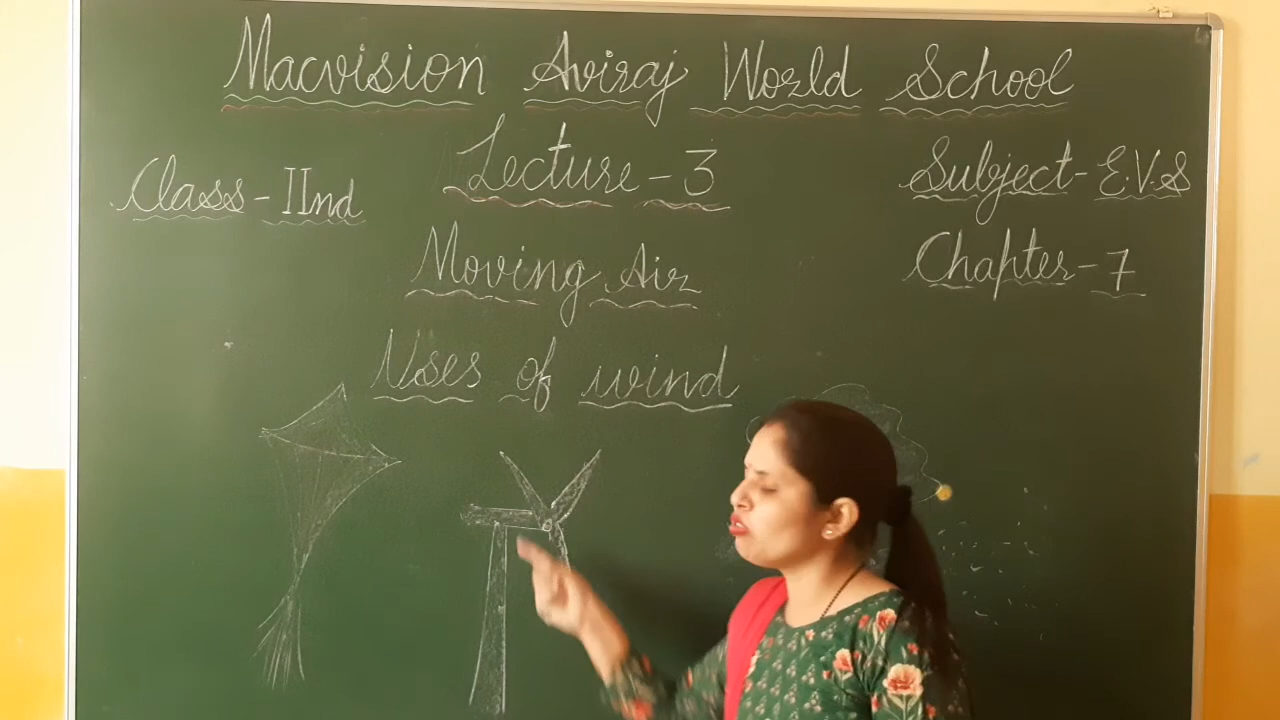 Macvision Aviraj World School
Lecture - 3
Class - IInd
Subject - E.V.S
Moving Air
Chapter - 7
Uses of wind